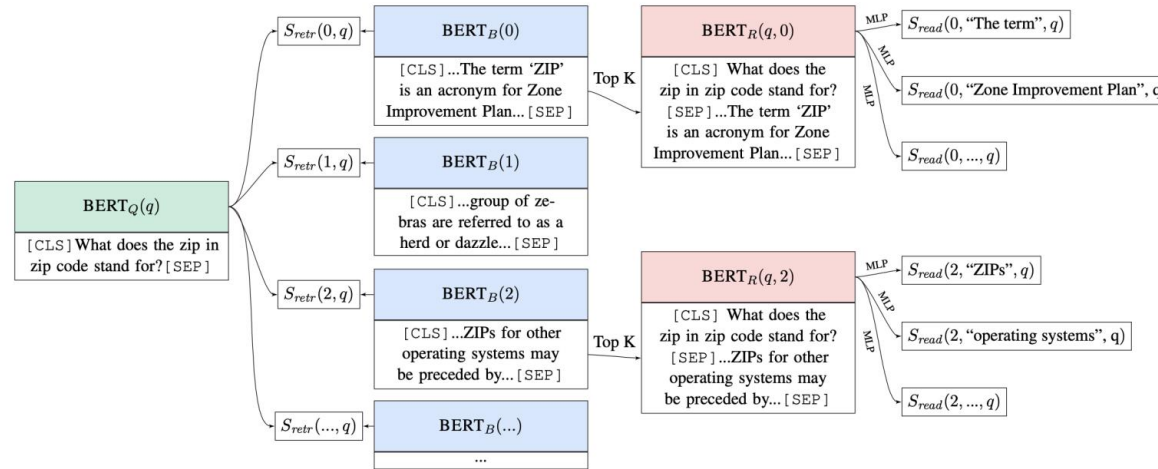 BERT_Q(q)
[CLS]What does the zip in
zip code stand for?[SEP]
S_retr(0, q)
S_retr(1, q)
S_retr(2, q)
S_retr(..., q)
BERT_B(0)
[CLS]...The term ‘ZIP’
is an acronym for Zone
Improvement Plan...[SEP]
BERT_B(1)
[CLS]...group of ze-
bras are referred to as a
herd or dazzle...[SEP]
BERT_B(2)
[CLS]...ZIPs for other
operating systems may
be preceded by...[SEP]
BERT_B(...)
...
Top K
Top K
BERT_R(q, 0)
[CLS] What does the
zip in zip code stand for?
[SEP]...The term ‘ZIP’
is an acronym for Zone
Improvement Plan...[SEP]
MLP
MLP
MLP
S_read(0, “The term”, q)
S_read(0, “Zone Improvement Plan”, q
S_read(0, ..., q)
BERT_R(q, 2)
[CLS] What does the
zip in zip code stand for?
[SEP]...ZIPs for other
operating systems may
be preceded by...[SEP]
MLP
MLP
MLP
S_read(2, “ZIPs”, q)
S_read(2, “operating systems”, q)
S_read(2, ..., q)